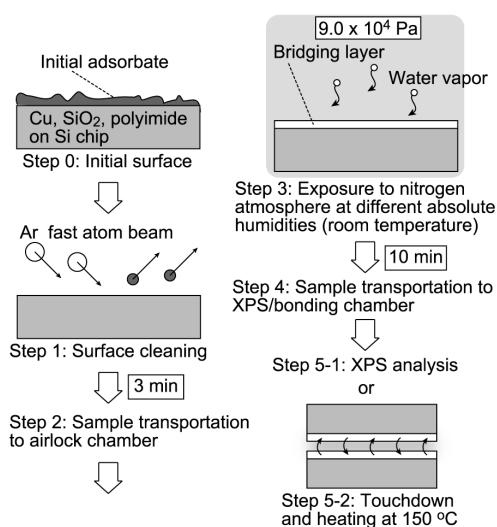 Initial adsorbate
Cu, SiO₂, polyimide
on Si chip
Step 0: Initial surface
Ar fast atom beam
Step 1: Surface cleaning
3 min
Step 2: Sample transportation
to airlock chamber
9.0 x 10⁴ Pa
Bridging layer
Water vapor
Step 3: Exposure to nitrogen
atmosphere at different absolute
humidities (room temperature)
10 min
Step 4: Sample transportation to
XPS/bonding chamber
Step 5-1: XPS analysis
or
Step 5-2: Touchdown
and heating at 150 ºC